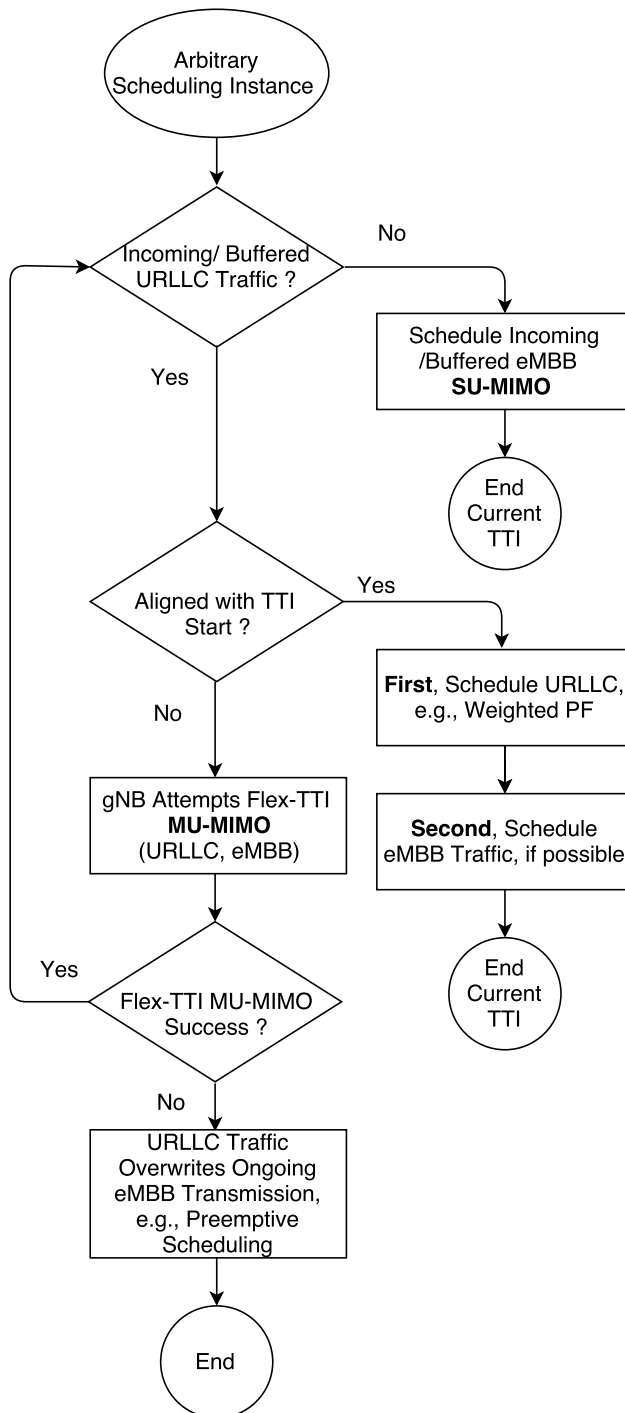 Arbitrary
Scheduling Instance
Incoming/ Buffered
URLLC Traffic ?
No
Schedule Incoming
/Buffered eMBB
SU-MIMO
Yes
End
Current
TTI
Aligned with TTI
Start ?
Yes
First, Schedule URLLC,
e.g., Weighted PF
No
gNB Attempts Flex-TTI
MU-MIMO
(URLLC, eMBB)
Second, Schedule
eMBB Traffic, if possible
Yes
Flex-TTI MU-MIMO
Success ?
End
Current
TTI
No
URLLC Traffic
Overwrites Ongoing
eMBB Transmission,
e.g., Preemptive
Scheduling
End